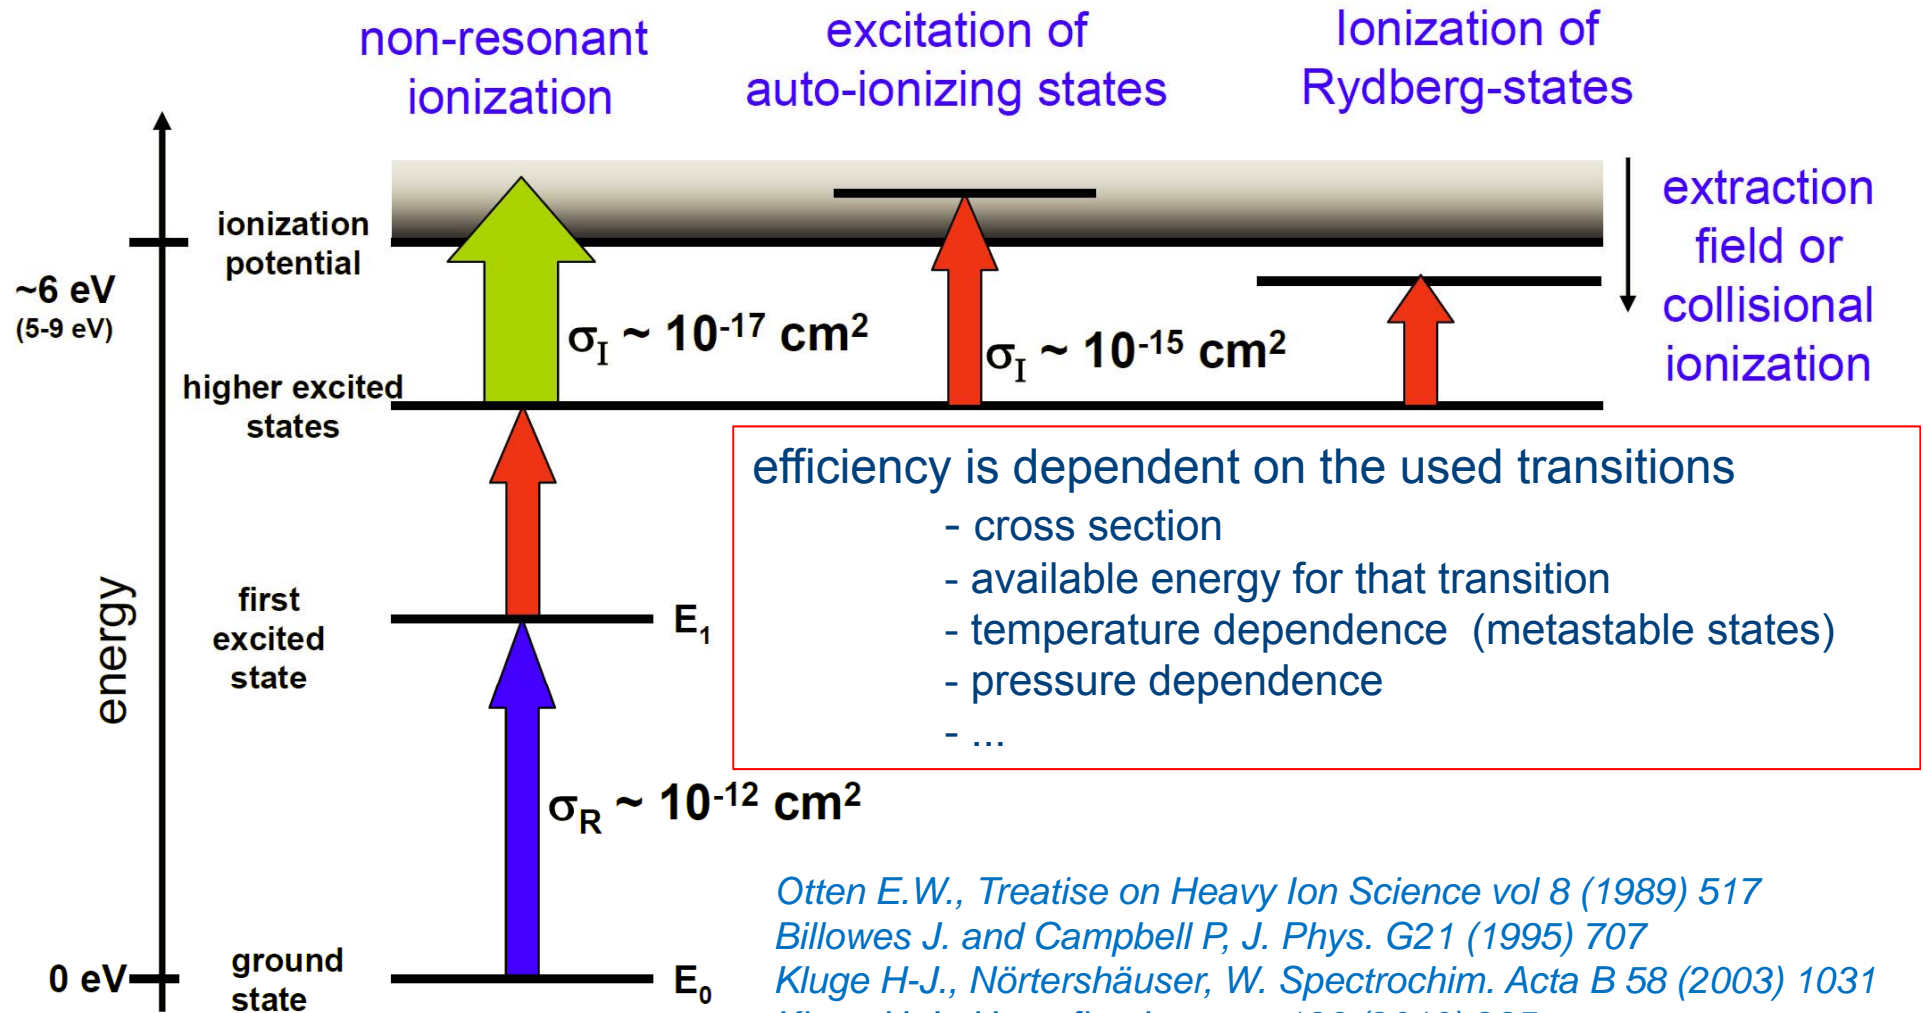 non-resonant
ionization
excitation of
auto-ionizing states
Ionization of
Rydberg-states
ionization
potential
~6 eV
(5-9 eV)
σI ~ 10-17 cm2
σI ~ 10-15 cm2
extraction
field or
collisional
ionization
higher excited
states
efficiency is dependent on the used transitions
- cross section
- available energy for that transition
- temperature dependence (metastable states)
- pressure dependence
- ...
energy
first
excited
state
E1
σR ~ 10-12 cm2
0 eV
ground
state
E0
Otten E.W., Treatise on Heavy Ion Science vol 8 (1989) 517
Billowes J. and Campbell P, J. Phys. G21 (1995) 707
Kluge H-J., Nörtershäuser, W. Spectrochim. Acta B 58 (2003) 1031